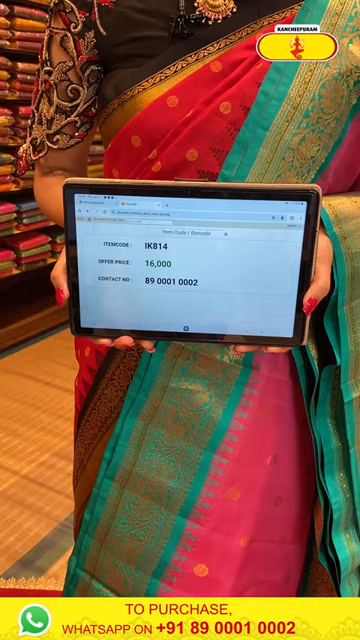 KANCHEEPURAM
Item Code / Barcode
ITEMCODE : IK814
OFFER PRICE : 16,000
CONTACT NO : 89 0001 0002
TO PURCHASE,
WHATSAPP ON +91 89 0001 0002